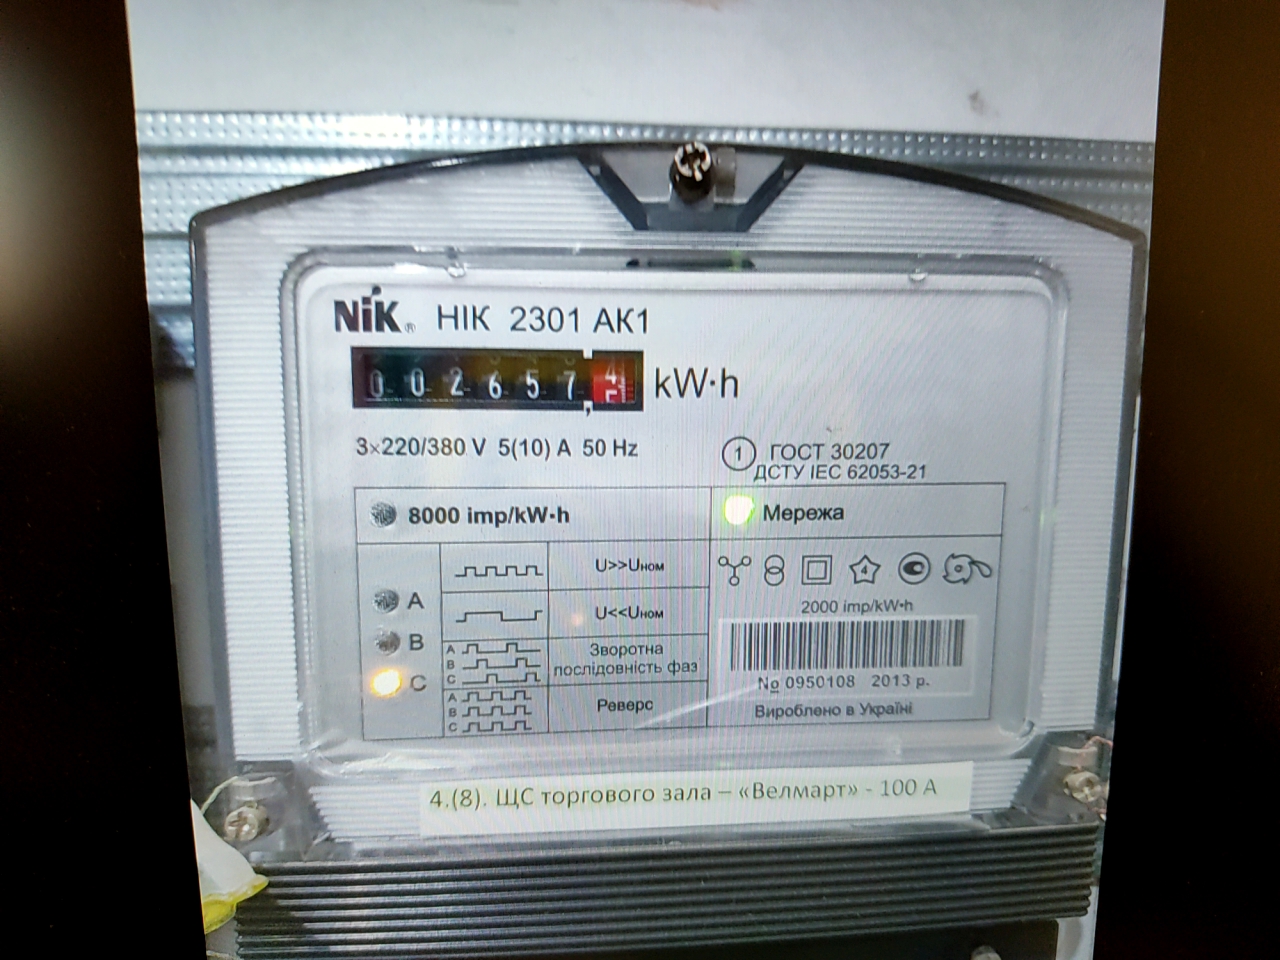 NiK® НІК 2301 АК1
0 0 2 6 5 7 , 4 kW·h
3×220/380 V 5(10) A 50 Hz
1 ГОСТ 30207
ДСТУ IEC 62053-21
8000 imp/kW·h
Мережа
A
B
C
U>>Uном
U<<Uном
A
B
C
Зворотна
послідовність фаз
A
B
C
Реверс
4
2000 imp/kW·h
№ 0950108 2013 р.
Вироблено в Україні
4.(8). ЩС торгового зала – «Велмарт» - 100 А